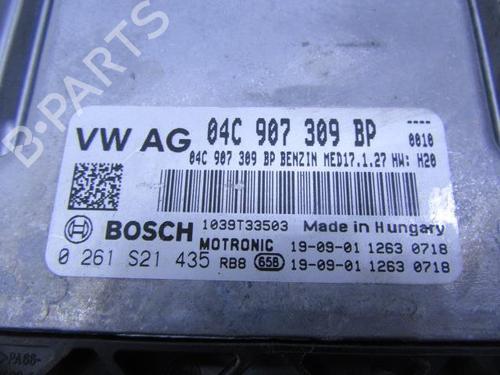 VW AG 04C 907 309 BP 0010
04C 907 309 BP BENZIN MED17.1.27 HW: H20
BOSCH 1039T33503 Made in Hungary
MOTRONIC 19-09-01 1263 0718
0 261 S21 435 RB8 658 19-09-01 1263 0718
>PA66-